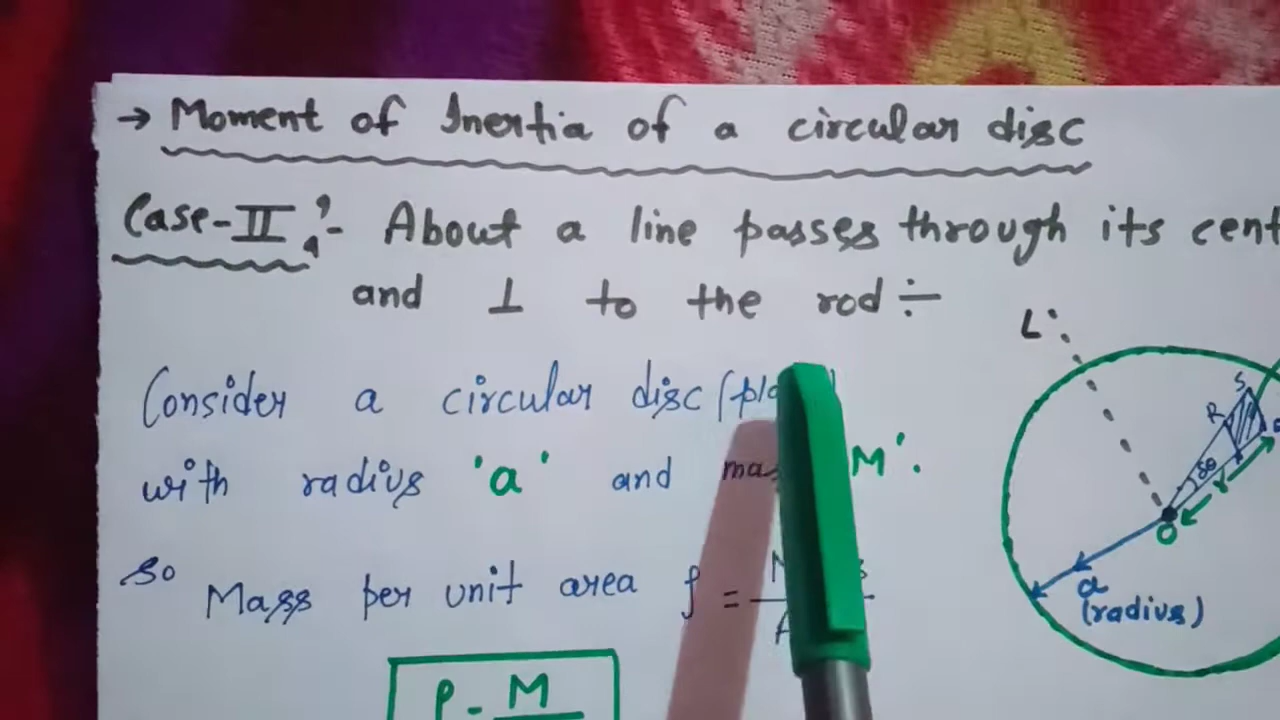 → Moment of Inertia of a circular disc
Case-II :- About a line passes through its cent
and ⊥ to the rod ÷
Consider a circular disc
with radius 'a' and M'.
So Mass per unit area ρ =
ρ = M
L'
S
R
δθ
r
O
a
(radius)